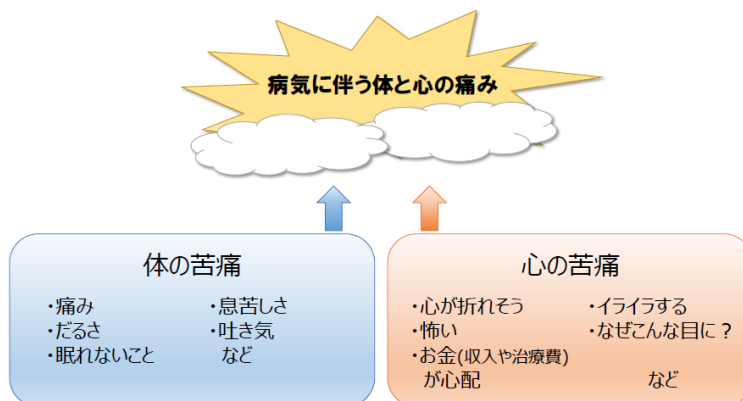 病気に伴う体と心の痛み
体の苦痛
・痛み
・だるさ
・眠れないこと
・息苦しさ
・吐き気
など
心の苦痛
・心が折れそう
・怖い
・お金(収入や治療費)
が心配
・イライラする
・なぜこんな目に？
など